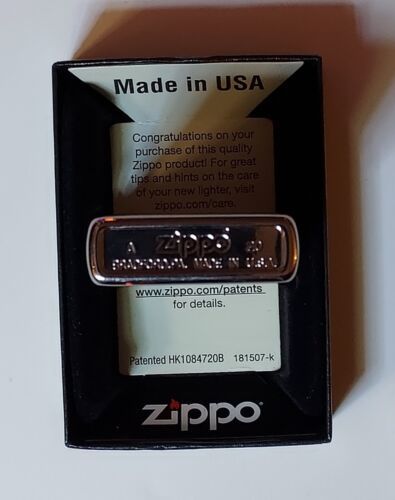 Made in USA
Congratulations on your
purchase of this quality
Zippo product! For great
tips and hints on the care
of your new lighter, visit
zippo.com/care.
A zippo 20
BRADFORD.PA. MADE IN U.S.A.
www.zippo.com/patents
for details.
Patented HK1084720B 181507-k
zippo